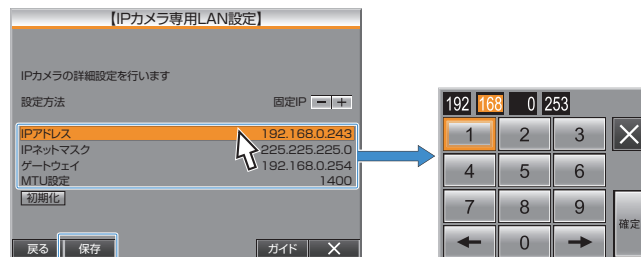 【IPカメラ専用LAN設定】
IPカメラの詳細設定を行います
設定方法 固定IP − +
IPアドレス 192.168.0.243
IPネットマスク 225.225.225.0
ゲートウェイ 192.168.0.254
MTU設定 1400
初期化
戻る 保存 ガイド X
192 168 0 253
1 2 3 X
4 5 6
7 8 9
確定
← 0 →